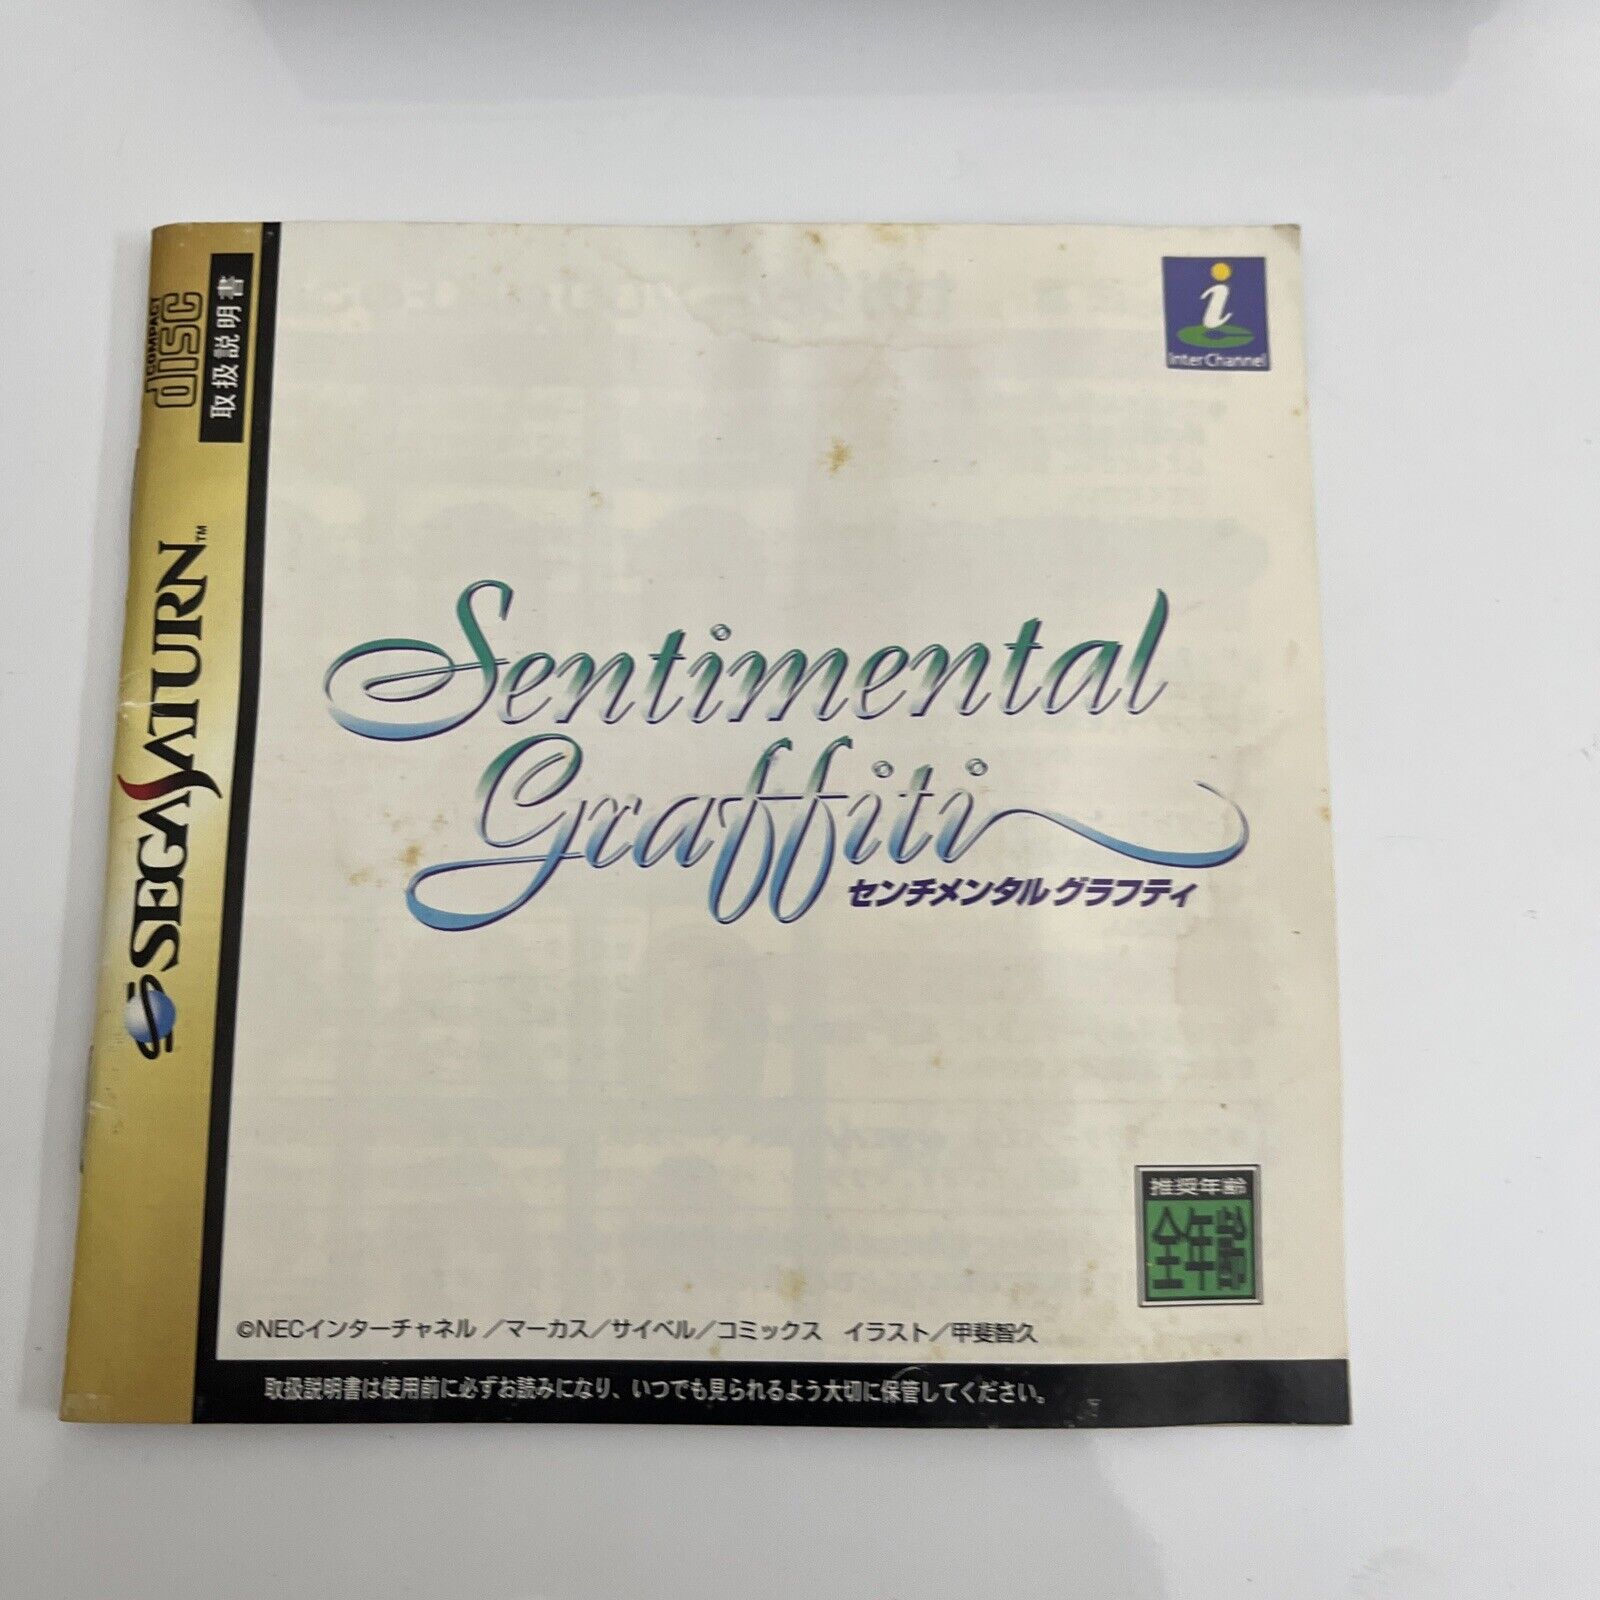 COMPACT
disc
取扱説明書
SEGA SATURN™
InterChannel
Sentimental
graffiti
センチメンタルグラフティ
推奨年齢
全年齢
©NECインターチャネル／マーカス／サイベル／コミックス　イラスト／甲斐智久
取扱説明書は使用前に必ずお読みになり、いつでも見られるよう大切に保管してください。